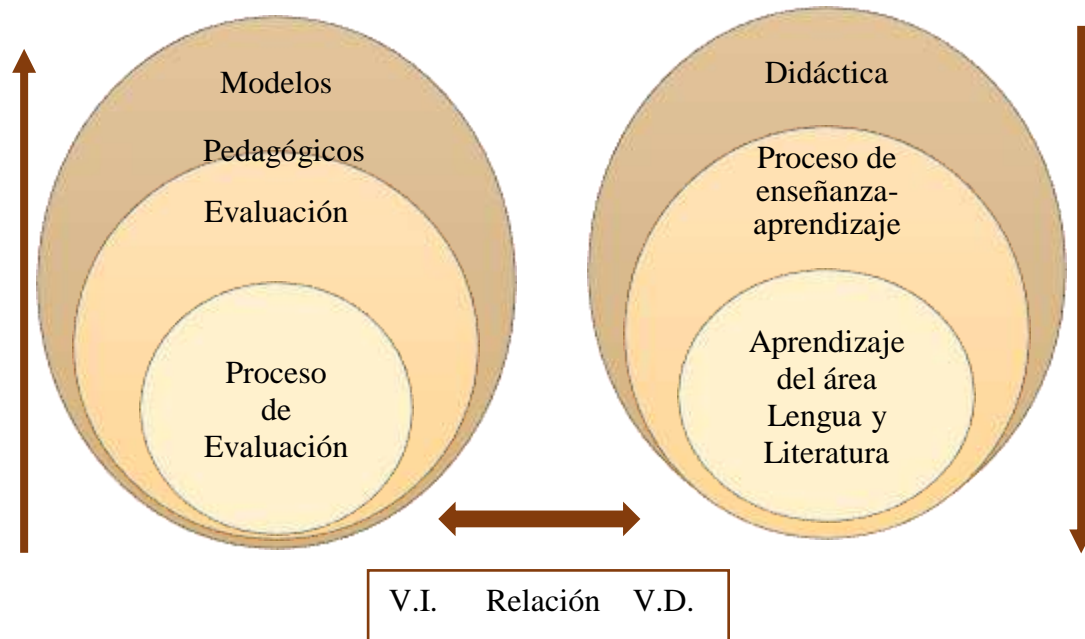 Modelos
Pedagógicos
Evaluación
Proceso
de
Evaluación
Didáctica
Proceso de
enseñanza-
aprendizaje
Aprendizaje
del área
Lengua y
Literatura
V.I. Relación V.D.